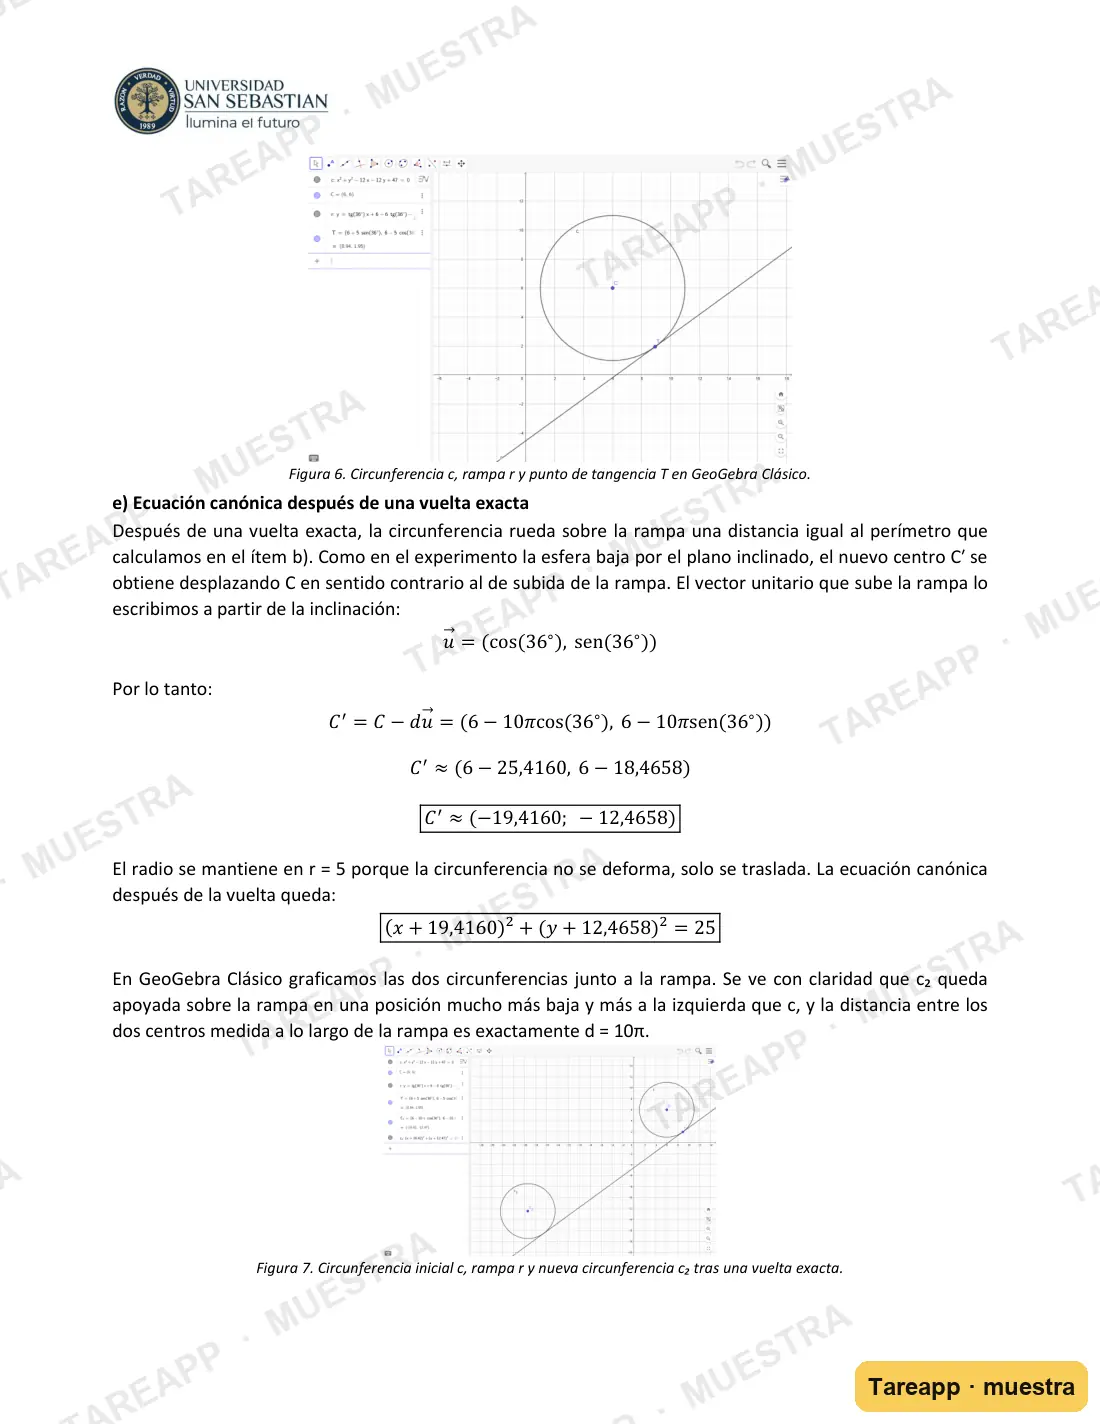 VERDAD
RAZON
VIRTUD
1989
UNIVERSIDAD
SAN SEBASTIAN
Ilumina el futuro
C = (6, 6)
Figura 6. Circunferencia c, rampa r y punto de tangencia T en GeoGebra Clásico.
e) Ecuación canónica después de una vuelta exacta
Después de una vuelta exacta, la circunferencia rueda sobre la rampa una distancia igual al perímetro que
calculamos en el ítem b). Como en el experimento la esfera baja por el plano inclinado, el nuevo centro C′ se
obtiene desplazando C en sentido contrario al de subida de la rampa. El vector unitario que sube la rampa lo
escribimos a partir de la inclinación:
u⃗ = (cos(36°), sen(36°))
Por lo tanto:
C′ = C − du⃗ = (6 − 10πcos(36°), 6 − 10πsen(36°))
C′ ≈ (6 − 25,4160, 6 − 18,4658)
C′ ≈ (−19,4160; − 12,4658)
El radio se mantiene en r = 5 porque la circunferencia no se deforma, solo se traslada. La ecuación canónica
después de la vuelta queda:
(x + 19,4160)² + (y + 12,4658)² = 25
En GeoGebra Clásico graficamos las dos circunferencias junto a la rampa. Se ve con claridad que c₂ queda
apoyada sobre la rampa en una posición mucho más baja y más a la izquierda que c, y la distancia entre los
dos centros medida a lo largo de la rampa es exactamente d = 10π.
Figura 7. Circunferencia inicial c, rampa r y nueva circunferencia c₂ tras una vuelta exacta.
TAREAPP · MUESTRA
Tareapp · muestra